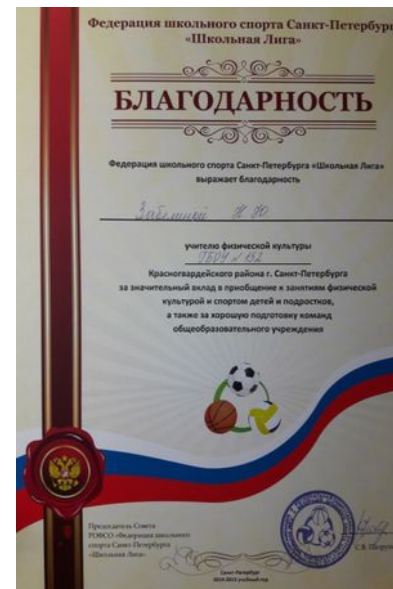 Федерация школьного спорта Санкт-Петербург
«Школьная Лига»
БЛАГОДАРНОСТЬ
Федерация школьного спорта Санкт-Петербурга «Школьная Лига»
выражает благодарность
Забелиной Н Ю
учителю физической культуры
ГБОУ № 152
Красногвардейского района г. Санкт-Петербурга
за значительный вклад в приобщение к занятиям физической
культурой и спортом детей и подростков,
а также за хорошую подготовку команд
общеобразовательного учреждения
Председатель Совета
РОФСО «Федерация школьного
спорта Санкт-Петербурга
«Школьная Лига»
С.В.
Санкт-Петербург
2014-2015 учебный год